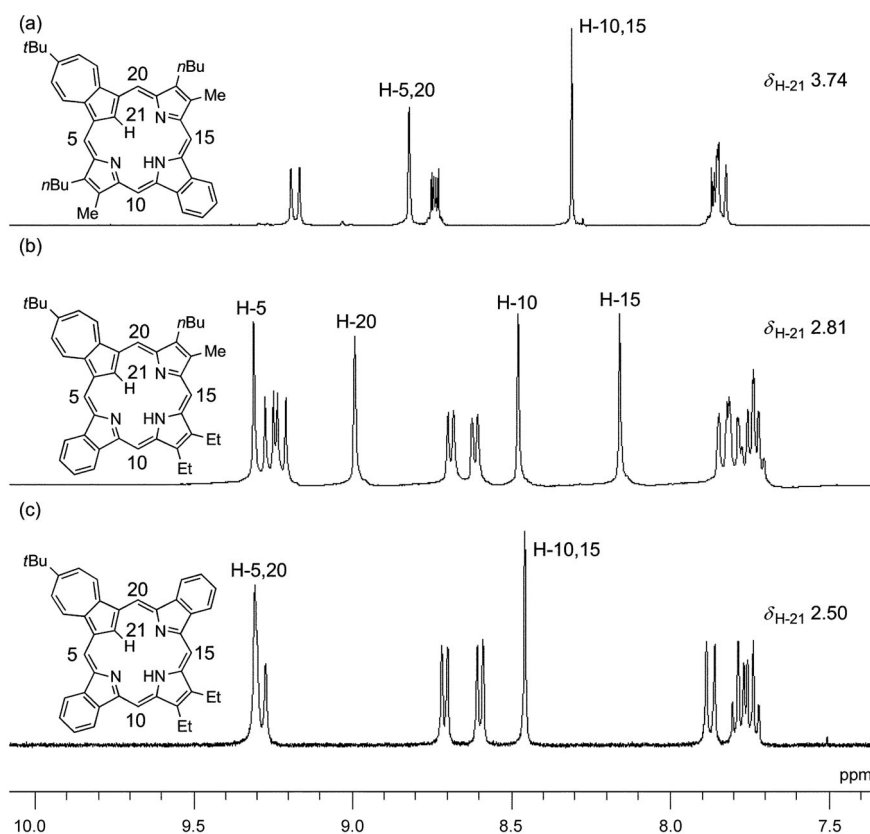 (a)
tBu
20
nBu
Me
21
H
N
5
15
N
HN
nBu
10
Me
H-5,20
H-10,15
δH-21 3.74
(b)
tBu
20
nBu
Me
21
H
N
5
15
N
HN
Et
10
Et
H-5
H-20
H-10
H-15
δH-21 2.81
(c)
tBu
20
21
H
N
5
15
N
HN
Et
10
Et
H-5,20
H-10,15
δH-21 2.50
ppm
10.0 9.5 9.0 8.5 8.0 7.5